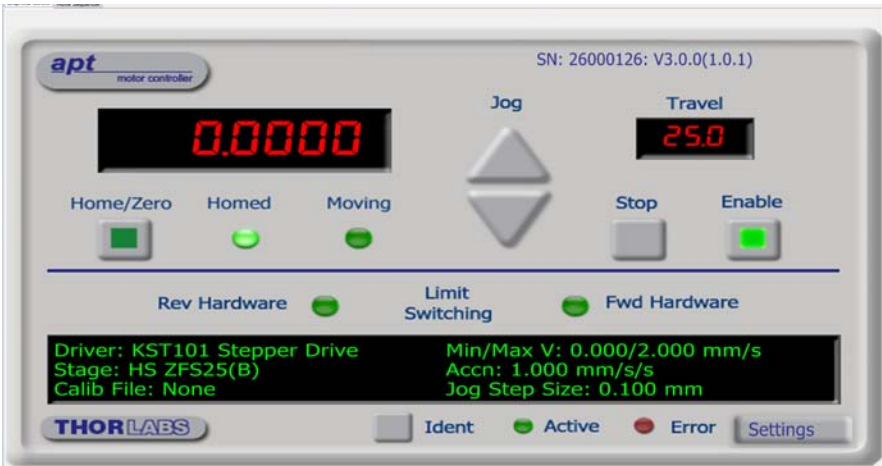 apt
motor controller
SN: 26000126: V3.0.0(1.0.1)
Jog
Travel
0.0000
25.0
Home/Zero
Homed
Moving
Stop
Enable
Rev Hardware
Limit
Switching
Fwd Hardware
Driver: KST101 Stepper Drive
Stage: HS ZFS25(B)
Calib File: None
Min/Max V: 0.000/2.000 mm/s
Accn: 1.000 mm/s/s
Jog Step Size: 0.100 mm
THORLABS
Ident
Active
Error
Settings